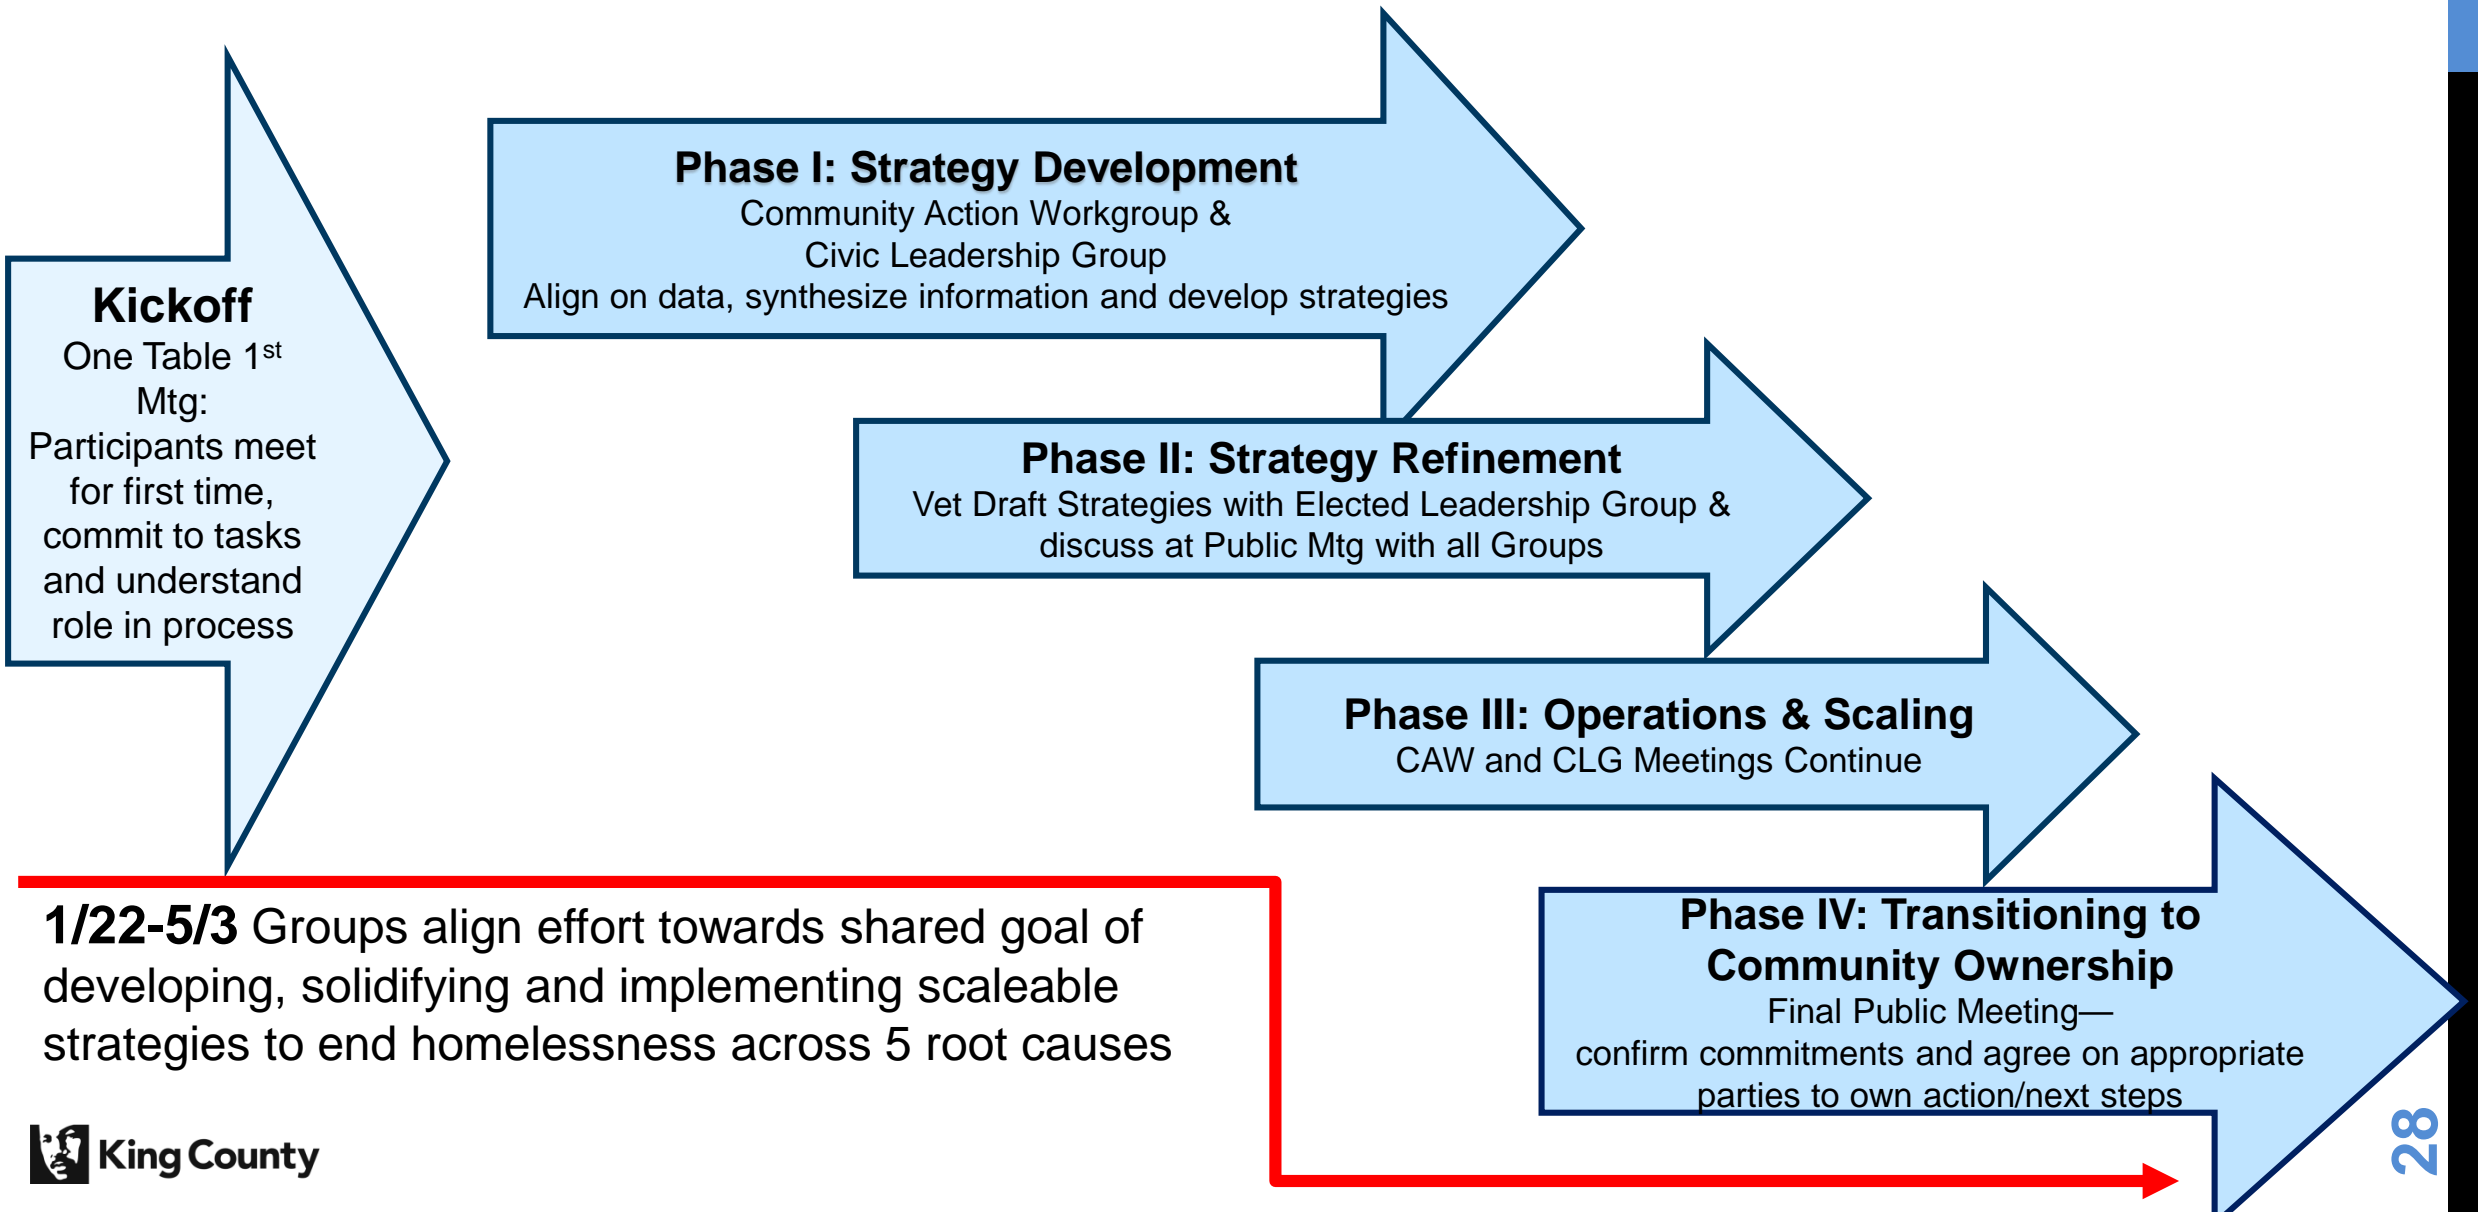 Kickoff
One Table 1st
Mtg:
Participants meet
for first time,
commit to tasks
and understand
role in process
Phase I: Strategy Development
Community Action Workgroup &
Civic Leadership Group
Align on data, synthesize information and develop strategies
Phase II: Strategy Refinement
Vet Draft Strategies with Elected Leadership Group &
discuss at Public Mtg with all Groups
Phase III: Operations & Scaling
CAW and CLG Meetings Continue
Phase IV: Transitioning to
Community Ownership
Final Public Meeting—
confirm commitments and agree on appropriate
parties to own action/next steps
1/22-5/3 Groups align effort towards shared goal of
developing, solidifying and implementing scaleable
strategies to end homelessness across 5 root causes
King County
28